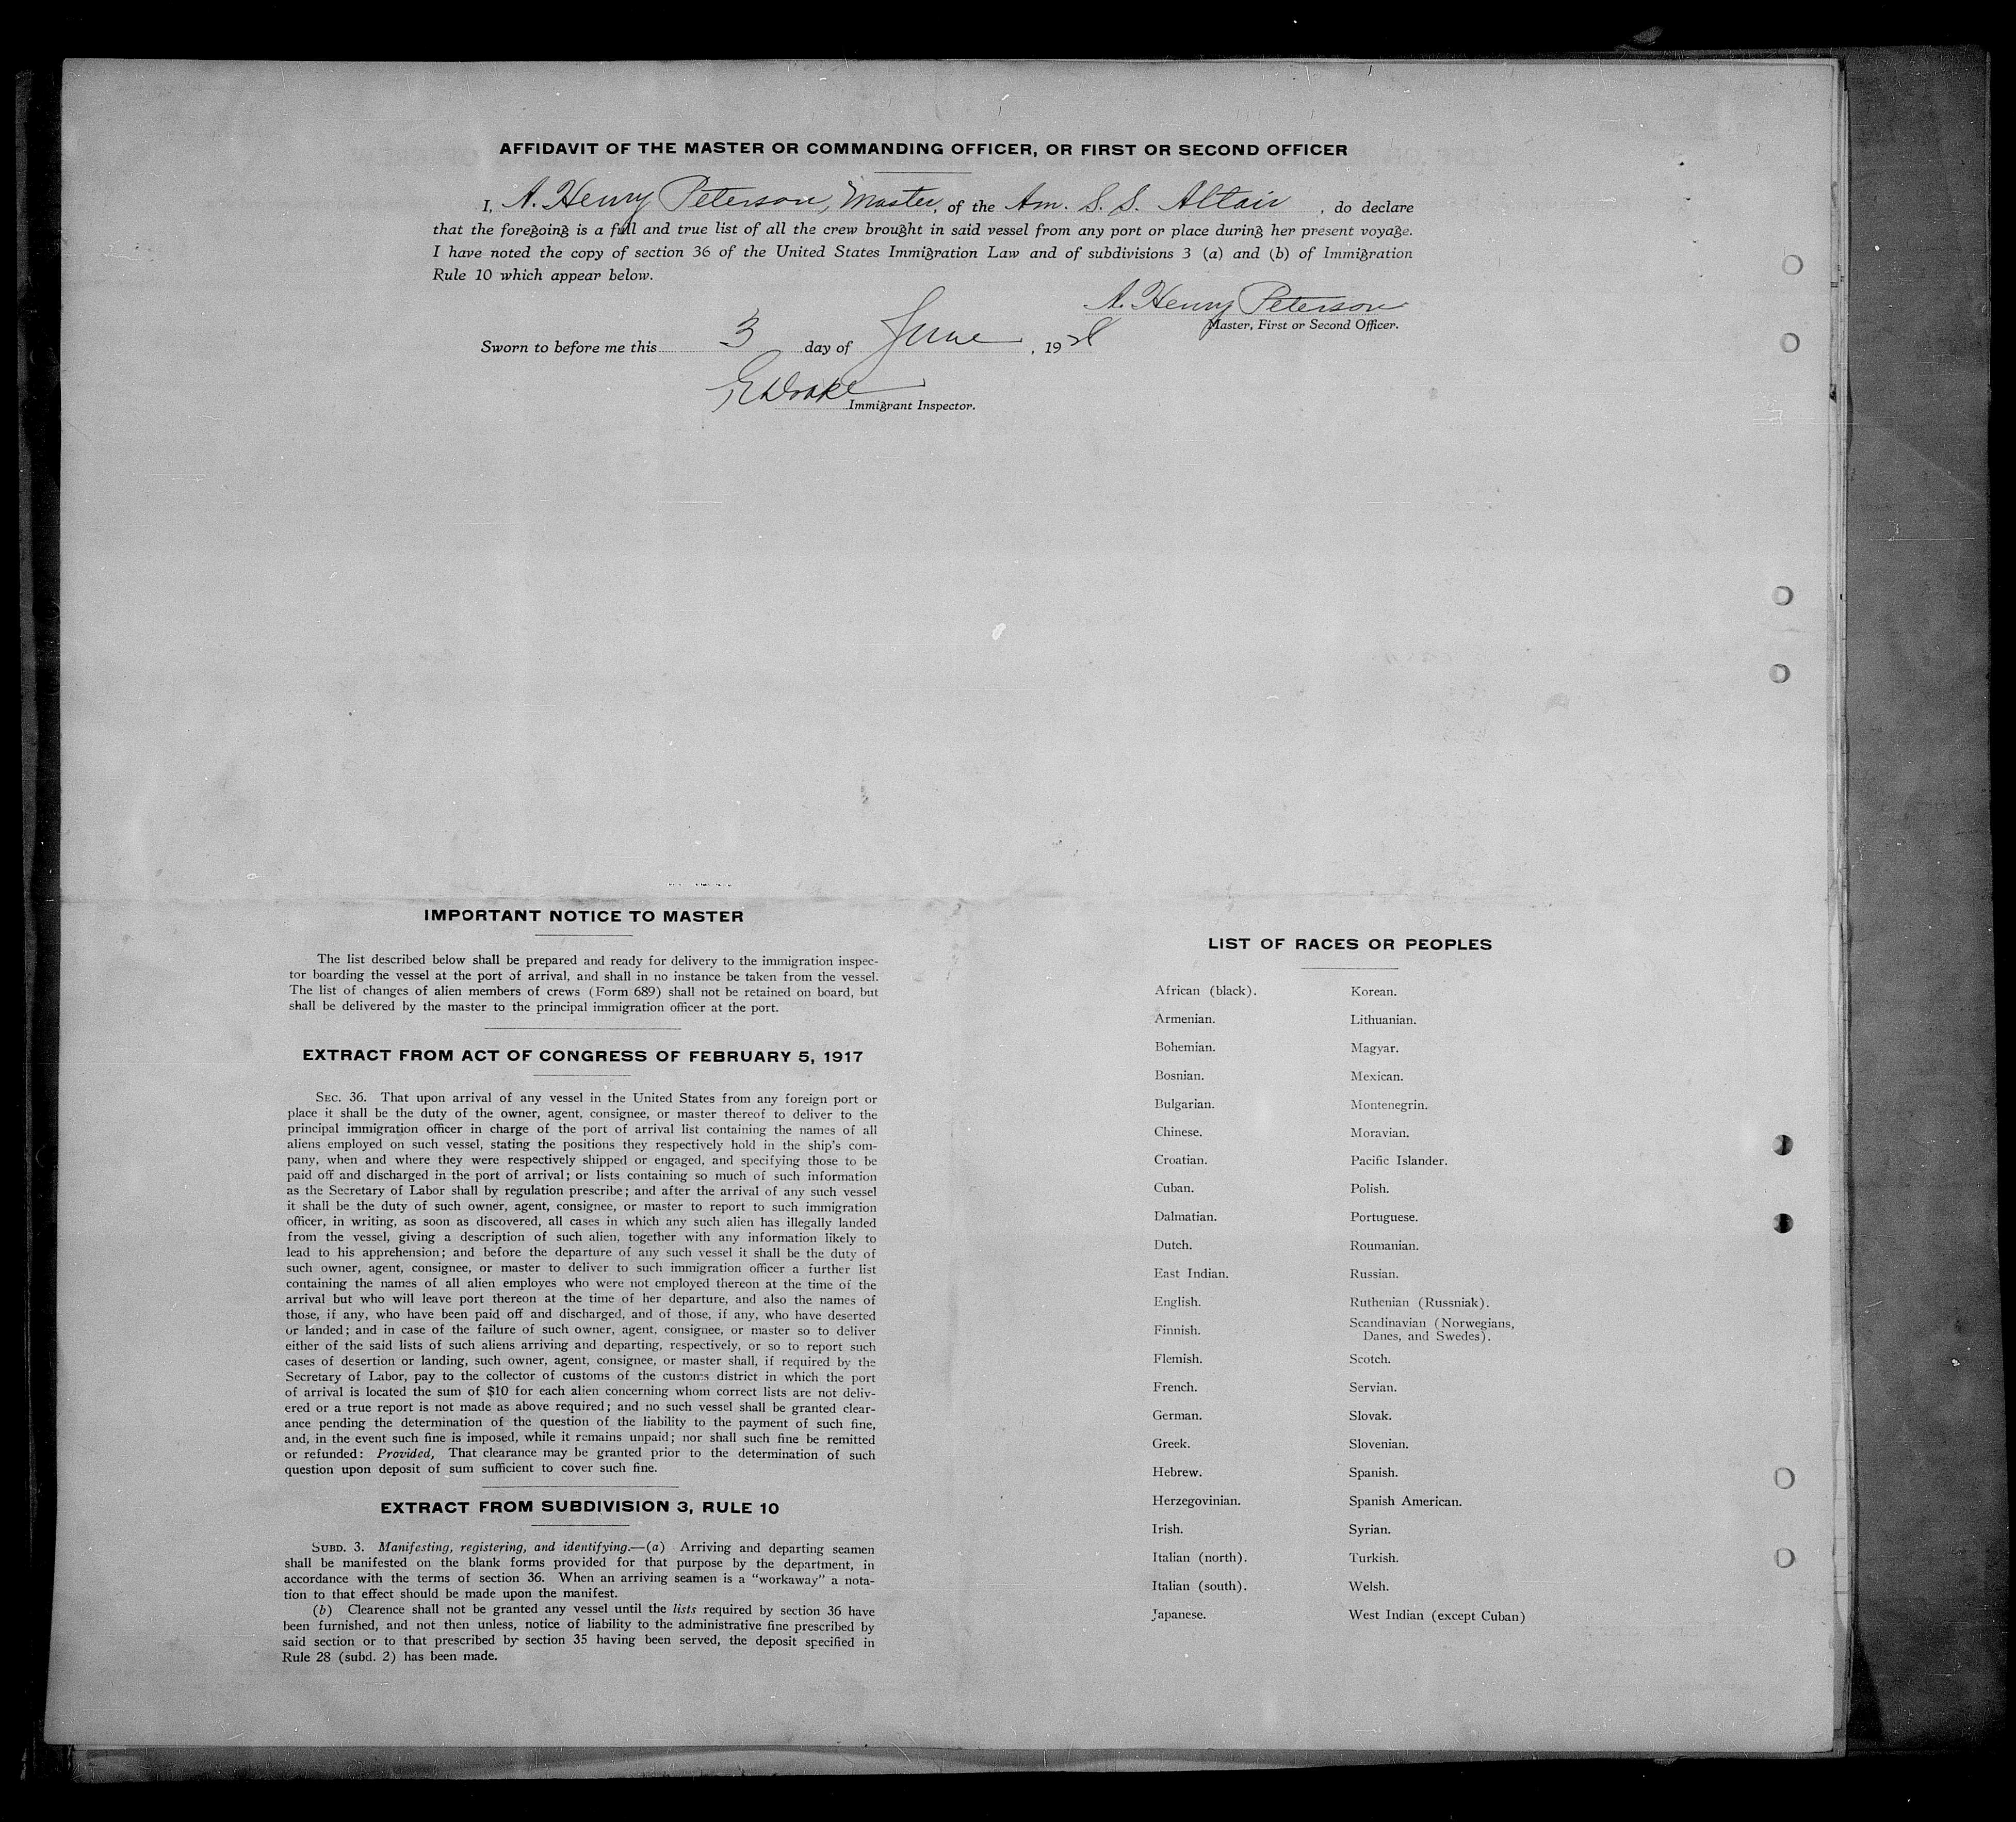 AFFIDAVIT OF THE MASTER OR COMMANDING OFFICER, OR FIRST OR SECOND OFFICER
I, A. Henry Peterson, Master, of the Am. S. S. Altair, do declare
that the foregoing is a full and true list of all the crew brought in said vessel from any port or place during her present voyage.
I have noted the copy of section 36 of the United States Immigration Law and of subdivisions 3 (a) and (b) of Immigration
Rule 10 which appear below.
A. Henry Peterson
Master, First or Second Officer.
Sworn to before me this 3 day of June, 19
Drake
Immigrant Inspector.
IMPORTANT NOTICE TO MASTER
The list described below shall be prepared and ready for delivery to the immigration inspec-
tor boarding the vessel at the port of arrival, and shall in no instance be taken from the vessel.
The list of changes of alien members of crews (Form 689) shall not be retained on board, but
shall be delivered by the master to the principal immigration officer at the port.
EXTRACT FROM ACT OF CONGRESS OF FEBRUARY 5, 1917
SEC. 36. That upon arrival of any vessel in the United States from any foreign port or
place it shall be the duty of the owner, agent, consignee, or master thereof to deliver to the
principal immigration officer in charge of the port of arrival list containing the names of all
aliens employed on such vessel, stating the positions they respectively hold in the ship's com-
pany, when and where they were respectively shipped or engaged, and specifying those to be
paid off and discharged in the port of arrival; or lists containing so much of such information
as the Secretary of Labor shall by regulation prescribe; and after the arrival of any such vessel
it shall be the duty of such owner, agent, consignee, or master to report to such immigration
officer, in writing, as soon as discovered, all cases in which any such alien has illegally landed
from the vessel, giving a description of such alien, together with any information likely to
lead to his apprehension; and before the departure of any such vessel it shall be the duty of
such owner, agent, consignee, or master to deliver to such immigration officer a further list
containing the names of all alien employes who were not employed thereon at the time of the
arrival but who will leave port thereon at the time of her departure, and also the names of
those, if any, who have been paid off and discharged, and of those, if any, who have deserted
or landed; and in case of the failure of such owner, agent, consignee, or master so to deliver
either of the said lists of such aliens arriving and departing, respectively, or so to report such
cases of desertion or landing, such owner, agent, consignee, or master shall, if required by the
Secretary of Labor, pay to the collector of customs of the customs district in which the port
of arrival is located the sum of $10 for each alien concerning whom correct lists are not deliv-
ered or a true report is not made as above required; and no such vessel shall be granted clear-
ance pending the determination of the question of the liability to the payment of such fine,
and, in the event such fine is imposed, while it remains unpaid; nor shall such fine be remitted
or refunded: Provided, That clearance may be granted prior to the determination of such
question upon deposit of sum sufficient to cover such fine.
EXTRACT FROM SUBDIVISION 3, RULE 10
SUBD. 3. Manifesting, registering, and identifying.—(a) Arriving and departing seamen
shall be manifested on the blank forms provided for that purpose by the department, in
accordance with the terms of section 36. When an arriving seamen is a "workaway" a nota-
tion to that effect should be made upon the manifest.
(b) Clearence shall not be granted any vessel until the lists required by section 36 have
been furnished, and not then unless, notice of liability to the administrative fine prescribed by
said section or to that prescribed by section 35 having been served, the deposit specified in
Rule 28 (subd. 2) has been made.
LIST OF RACES OR PEOPLES
African (black).
Armenian.
Bohemian.
Bosnian.
Bulgarian.
Chinese.
Croatian.
Cuban.
Dalmatian.
Dutch.
East Indian.
English.
Finnish.
Flemish.
French.
German.
Greek.
Hebrew.
Herzegovinian.
Irish.
Italian (north).
Italian (south).
Japanese.
Korean.
Lithuanian.
Magyar.
Mexican.
Montenegrin.
Moravian.
Pacific Islander.
Polish.
Portuguese.
Roumanian.
Russian.
Ruthenian (Russniak).
Scandinavian (Norwegians,
Danes, and Swedes).
Scotch.
Servian.
Slovak.
Slovenian.
Spanish.
Spanish American.
Syrian.
Turkish.
Welsh.
West Indian (except Cuban)